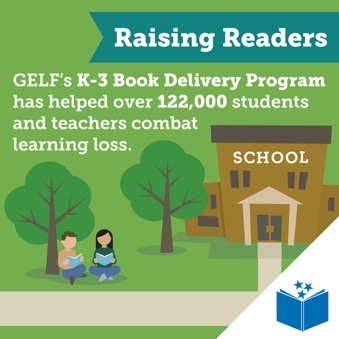 Raising Readers
GELF's K-3 Book Delivery Program
has helped over 122,000 students
and teachers combat
learning loss.
SCHOOL